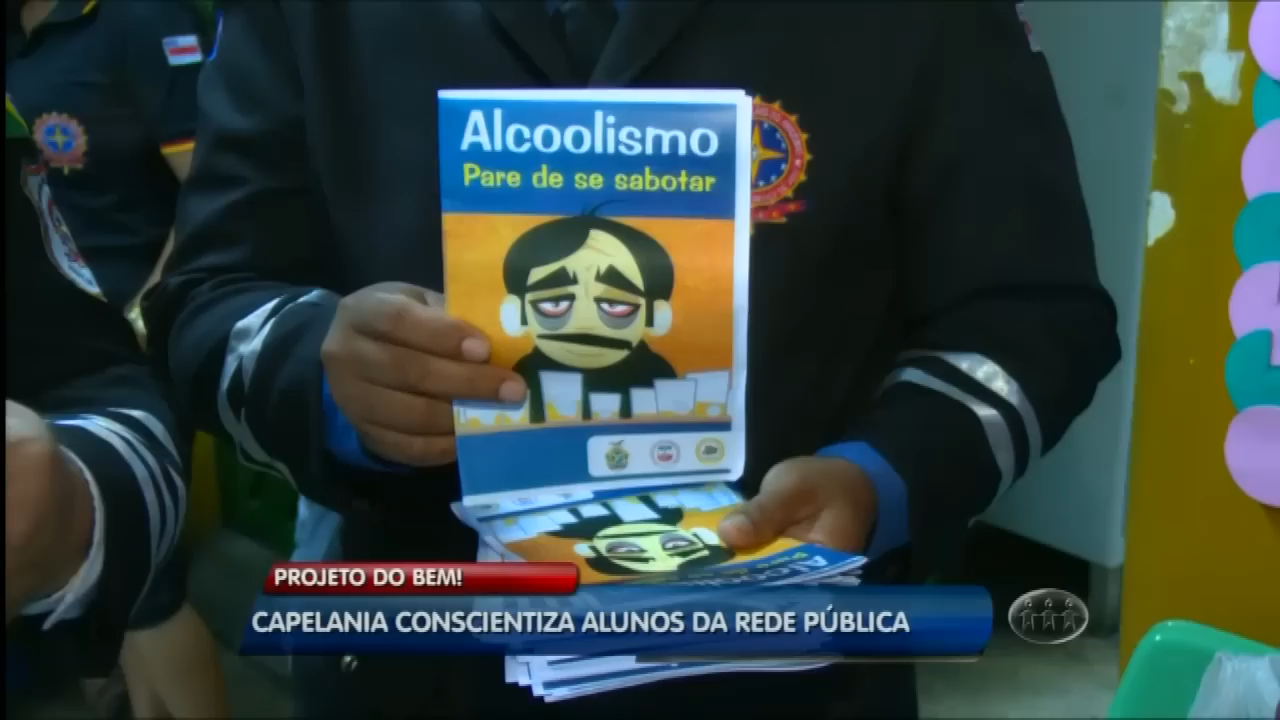 Alcoolismo
Pare de se sabotar
PROJETO DO BEM!
CAPELANIA CONSCIENTIZA ALUNOS DA REDE PÚBLICA